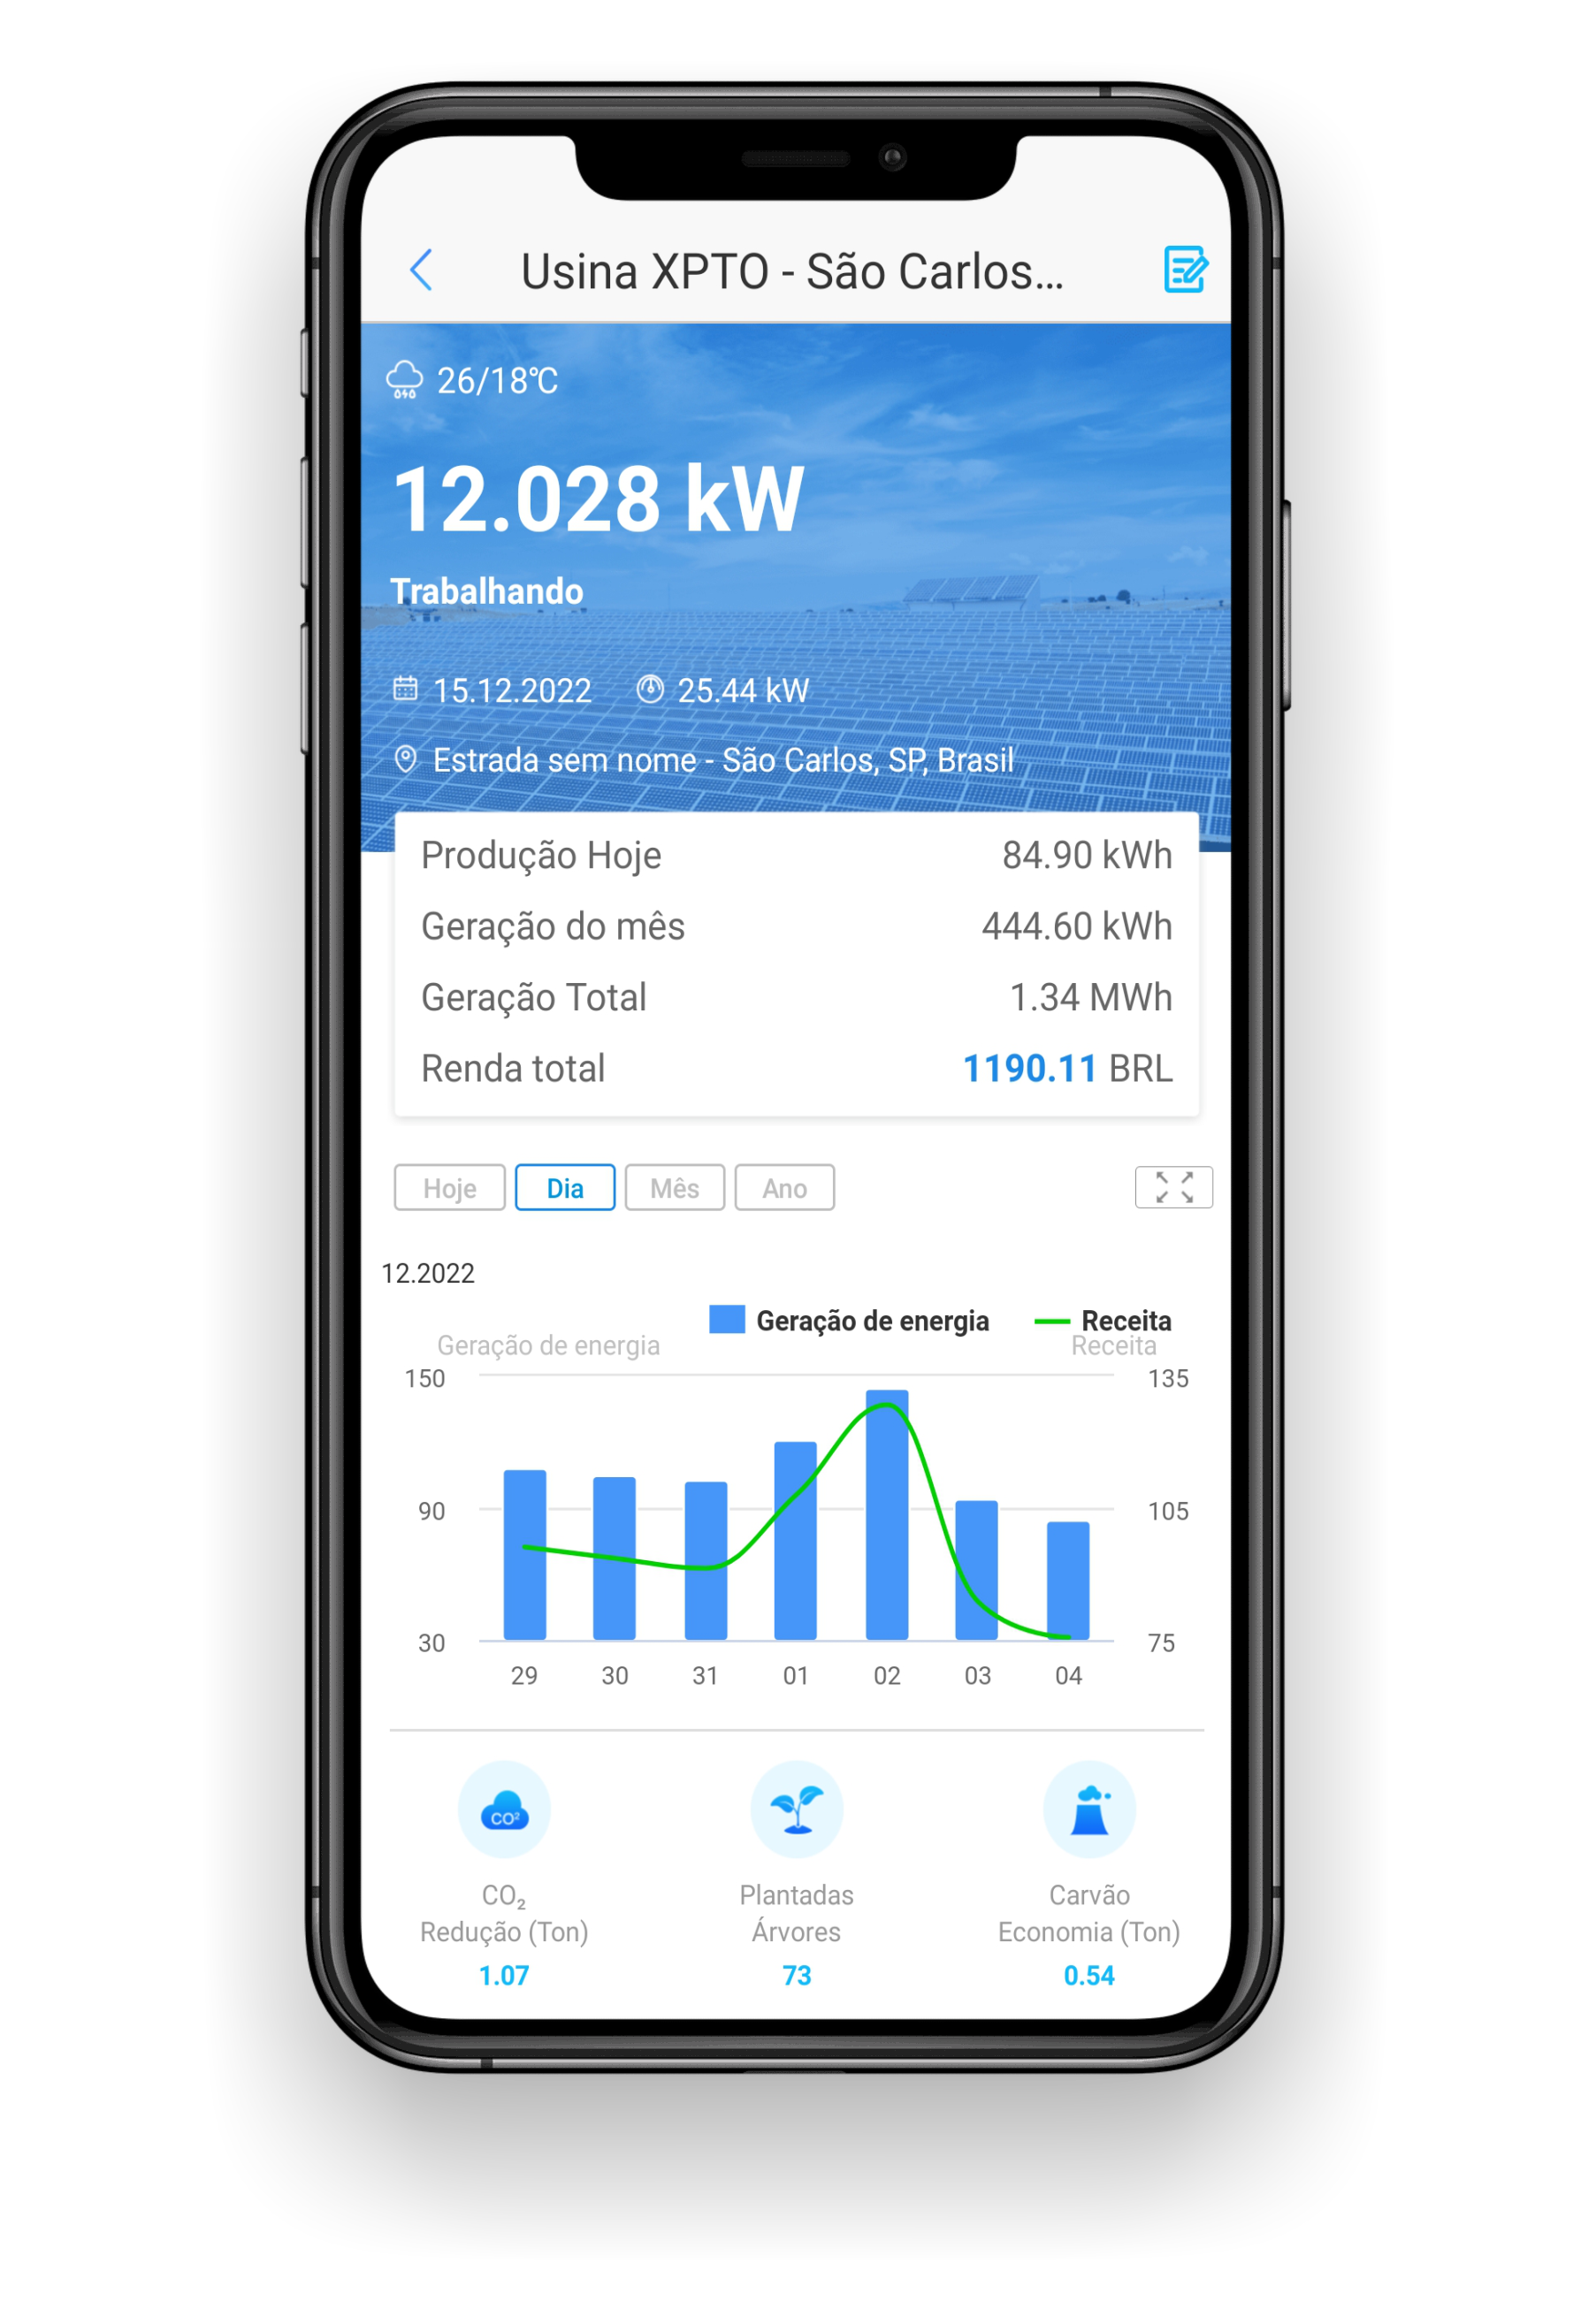 Usina XPTO - São Carlos...
26/18℃
12.028 kW
Trabalhando
15.12.2022 25.44 kW
Estrada sem nome - São Carlos, SP, Brasil
Produção Hoje 84.90 kWh
Geração do mês 444.60 kWh
Geração Total 1.34 MWh
Renda total 1190.11 BRL
Hoje Dia Mês Ano
12.2022
Geração de energia Receita
Geração de energia Receita
150 135
90 105
30 75
29 30 31 01 02 03 04
CO²
CO₂ Plantadas Carvão
Redução (Ton) Árvores Economia (Ton)
1.07 73 0.54